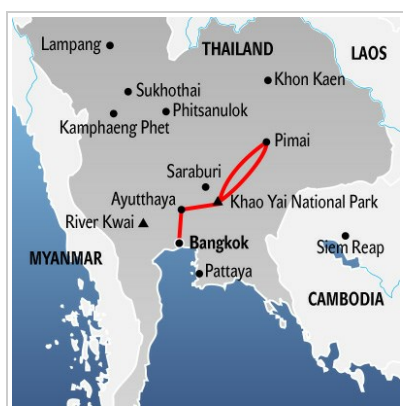 Lampang
THAILAND
LAOS
Khon Kaen
Sukhothai
Phitsanulok
Kamphaeng Phet
Pimai
Saraburi
Ayutthaya
Khao Yai National Park
River Kwai
Bangkok
Siem Reap
MYANMAR
Pattaya
CAMBODIA